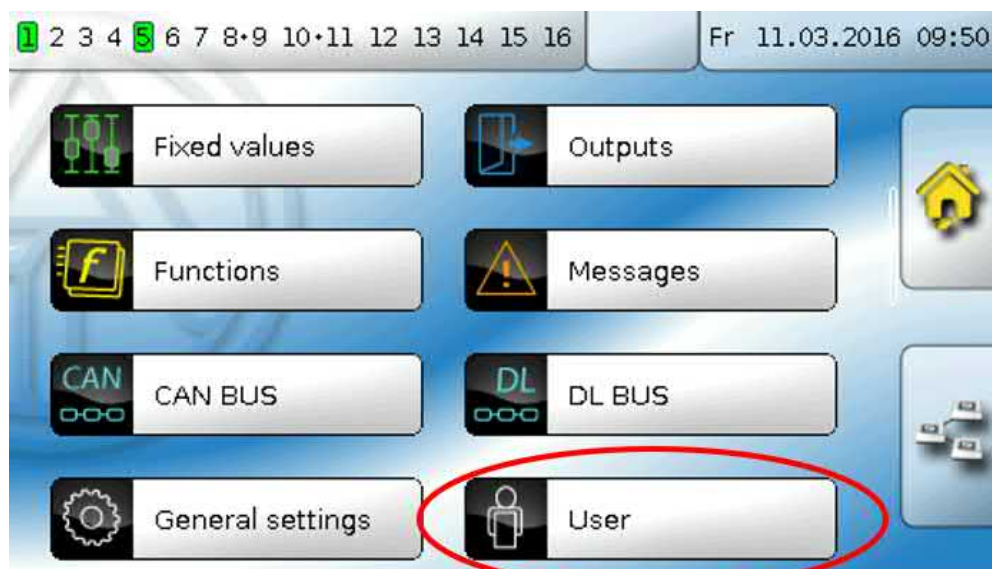 1 2 3 4 5 6 7 8•9 10•11 12 13 14 15 16 Fr 11.03.2016 09:50
Fixed values Outputs
f Functions Messages
CAN CAN BUS DL DL BUS
General settings User